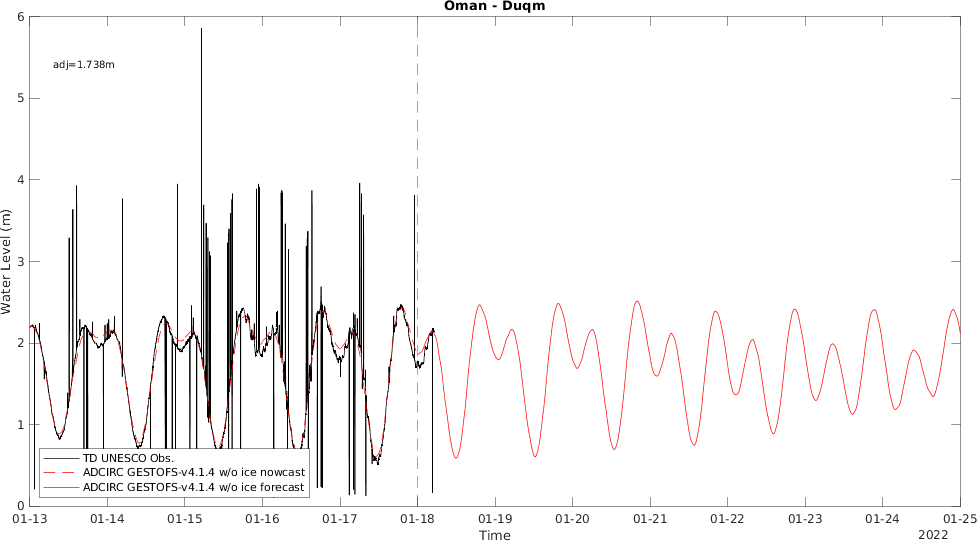 Oman - Duqm
6
adj=1.738m
5
4
3
2
1
0
Water Level (m)
TD UNESCO Obs.
ADCIRC GESTOFS-v4.1.4 w/o ice nowcast
ADCIRC GESTOFS-v4.1.4 w/o ice forecast
01-13 01-14 01-15 01-16 01-17 01-18 01-19 01-20 01-21 01-22 01-23 01-24 01-25
Time
2022